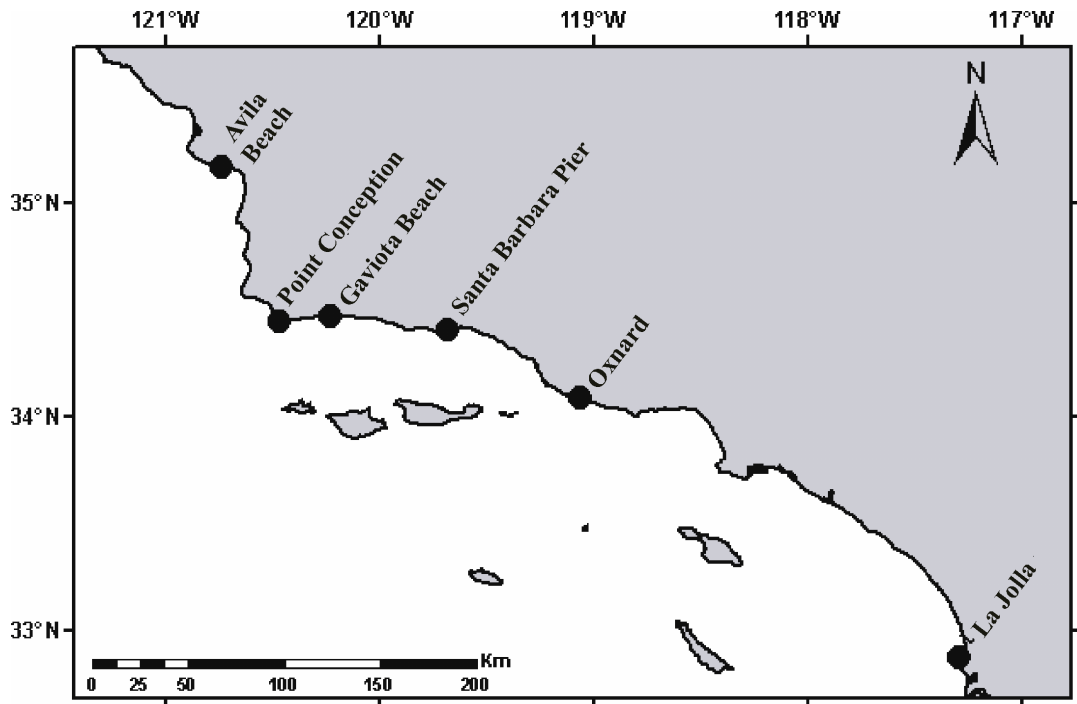 121°W 120°W 119°W 118°W 117°W
N
Avila
Beach
Point Conception
Gaviota Beach
Santa Barbara Pier
35°N
Oxnard
34°N
La Jolla
33°N
Km
0 25 50 100 150 200